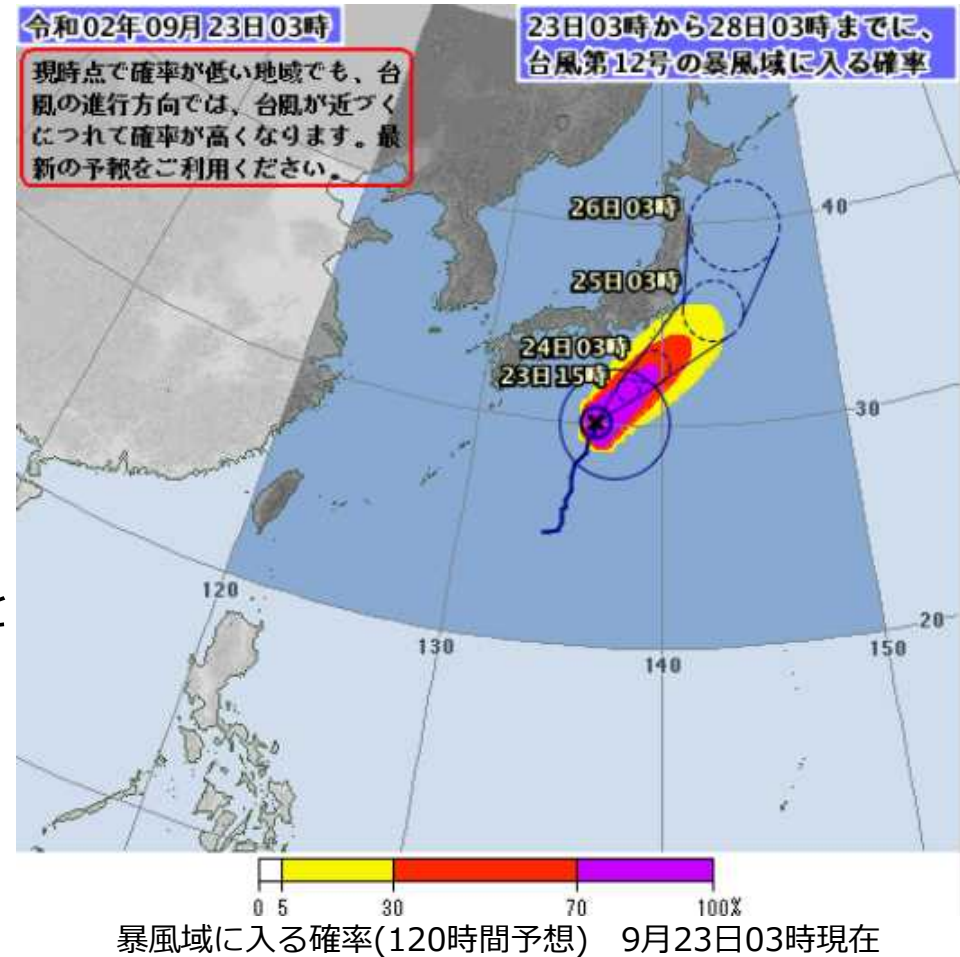 令和02年09月23日03時
23日03時から28日03時までに、
台風第12号の暴風域に入る確率
現時点で確率が低い地域でも、台
風の進行方向では、台風が近づく
につれて確率が高くなります。最
新の予報をご利用ください。
26日03時
40
25日03時
24日03時
23日15時
30
120
20
130
150
140
0 5 30 70 100%
暴風域に入る確率(120時間予想) 9月23日03時現在